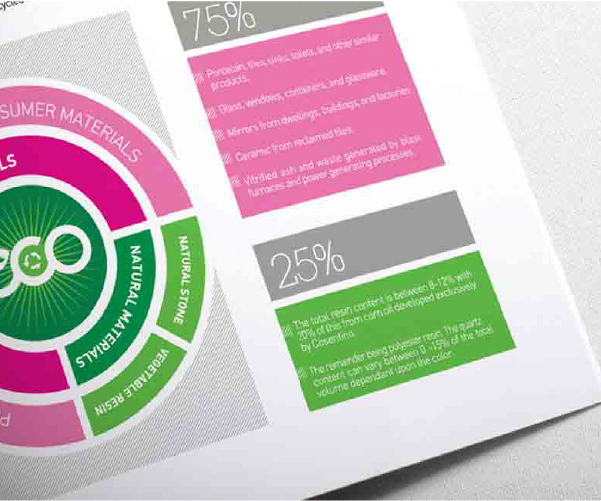 75%
Porcelain, tiles, sinks, toilets, and other similar
products.
Glass, windows, containers, and glassware.
Mirrors from dwellings, buildings, and factories
Ceramic from reclaimed tiles.
Vitrified ash and waste generated by blast
furnaces and power generating processes.
SUMER MATERIALS
LS
eco
NATURAL MATERIALS
NATURAL STONE
VEGETABLE RESIN
P
25%
The total resin content is between 8-12% with
10% of this from corn oil developed exclusively
by Cosentino.
The remainder being polyester resin. The quartz
content can vary between 0 -15% of the total
volume dependant upon the color.